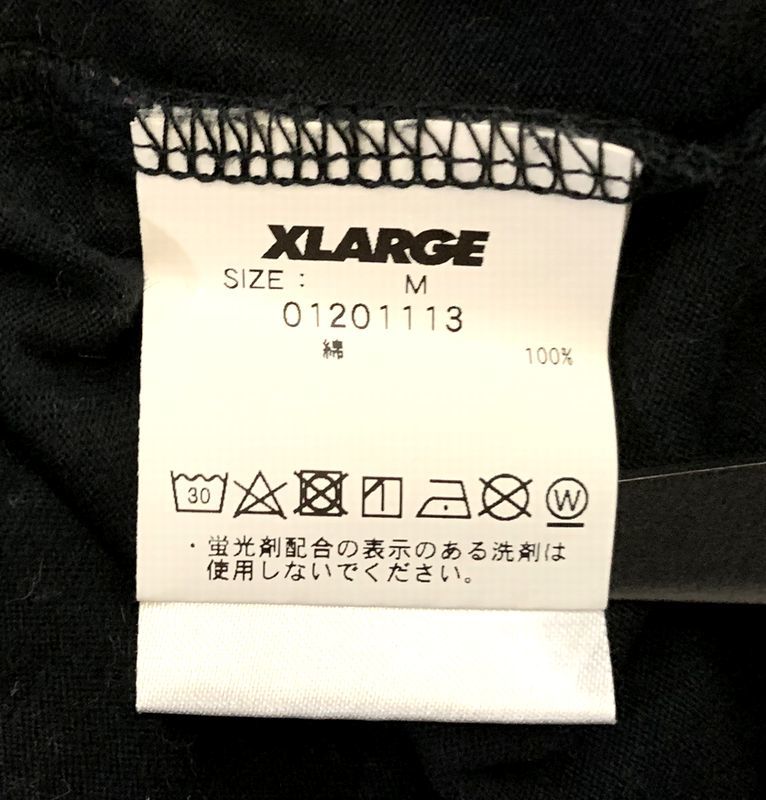 XLARGE
SIZE : M
01201113
綿 100%
30 W
・蛍光剤配合の表示のある洗剤は
使用しないでください。